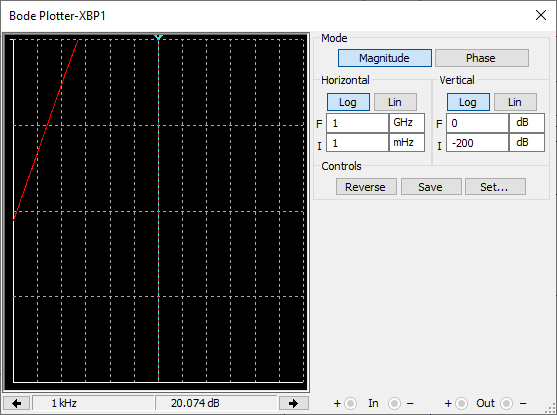 Bode Plotter-XBP1
Mode
Magnitude Phase
Horizontal Vertical
Log Lin Log Lin
F 1 GHz F 0 dB
I 1 mHz I -200 dB
Controls
Reverse Save Set...
1 kHz 20.074 dB
+ In − + Out −